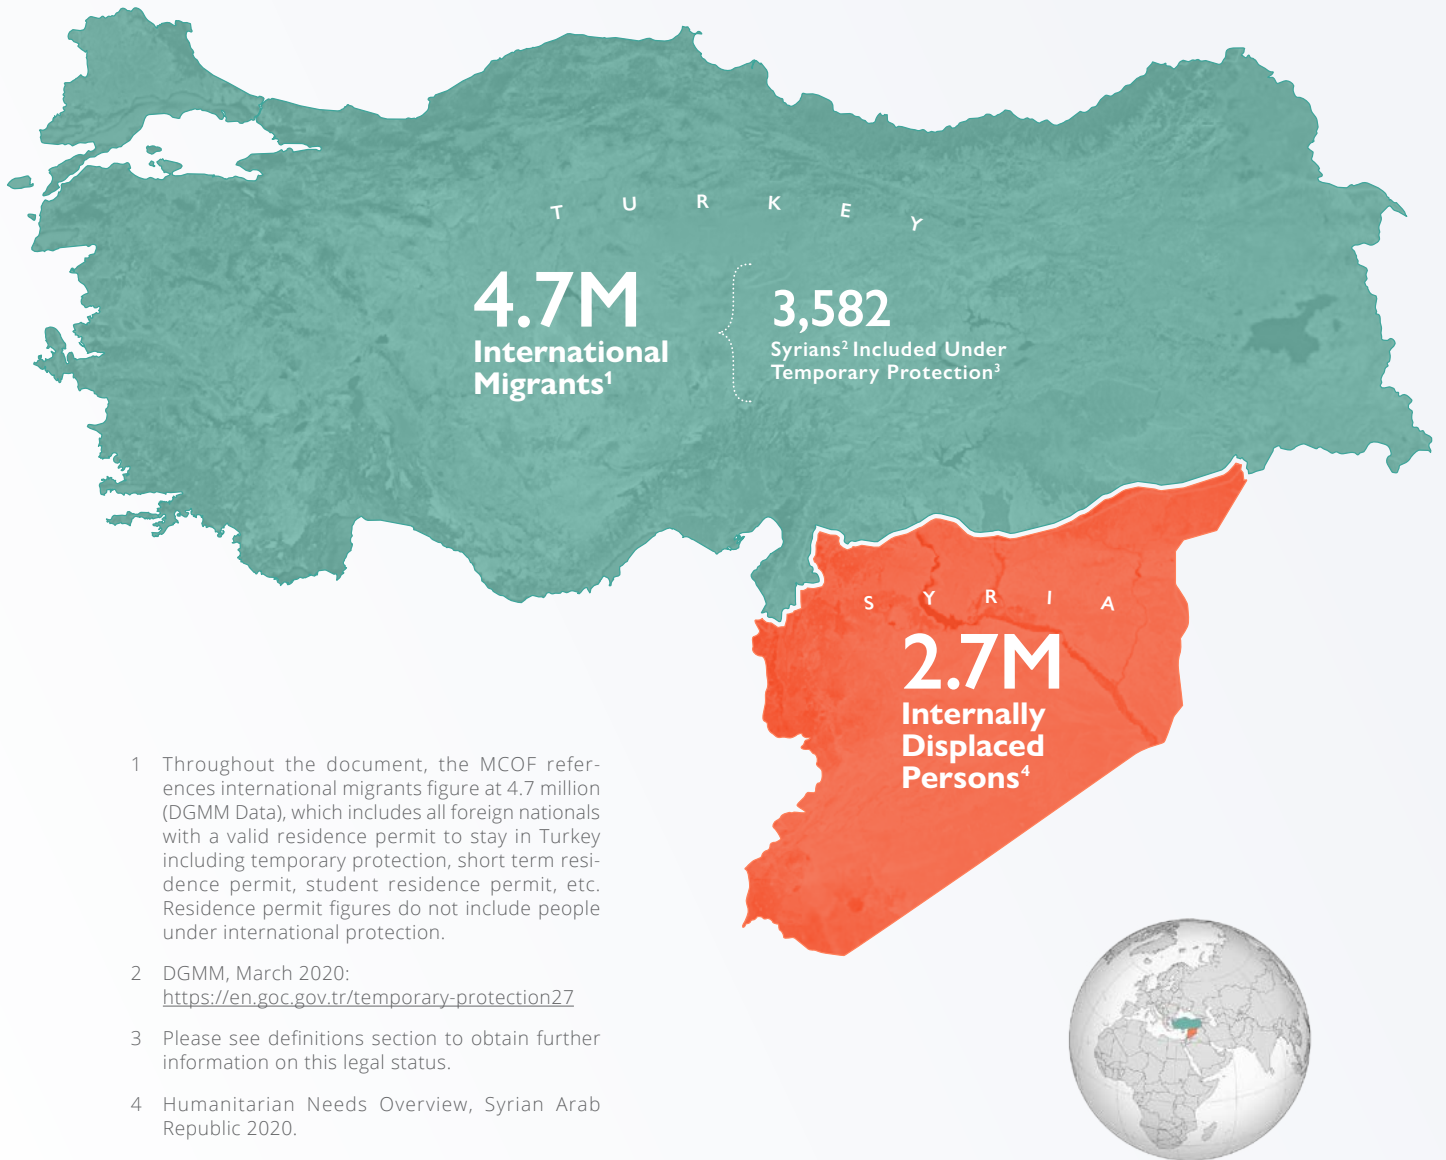 TURKEY
4.7M
International
Migrants¹
3,582
Syrians² Included Under
Temporary Protection³
SYRIA
2.7M
Internally
Displaced
Persons⁴
1 Throughout the document, the MCOF refer-
ences international migrants figure at 4.7 million
(DGMM Data), which includes all foreign nationals
with a valid residence permit to stay in Turkey
including temporary protection, short term resi-
dence permit, student residence permit, etc.
Residence permit figures do not include people
under international protection.
2 DGMM, March 2020:
https://en.goc.gov.tr/temporary-protection27
3 Please see definitions section to obtain further
information on this legal status.
4 Humanitarian Needs Overview, Syrian Arab
Republic 2020.